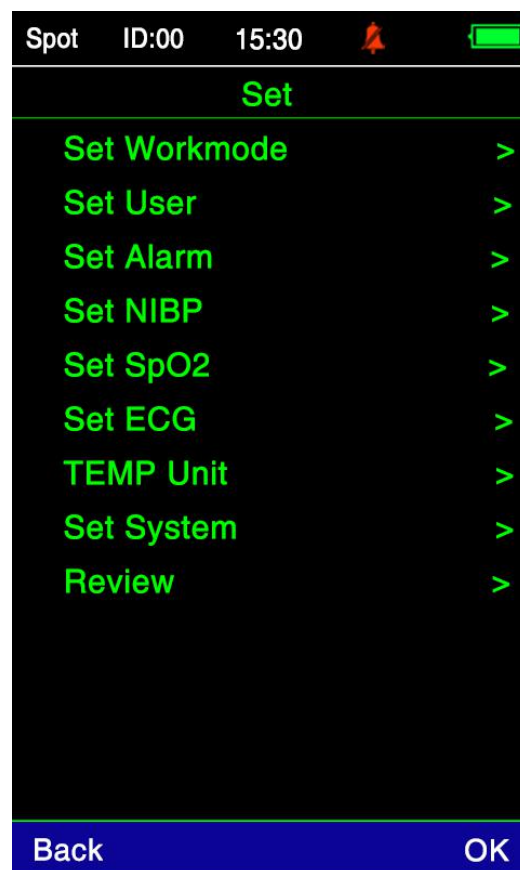 Spot ID:00 15:30
Set
Set Workmode >
Set User >
Set Alarm >
Set NIBP >
Set SpO2 >
Set ECG >
TEMP Unit >
Set System >
Review >
Back OK